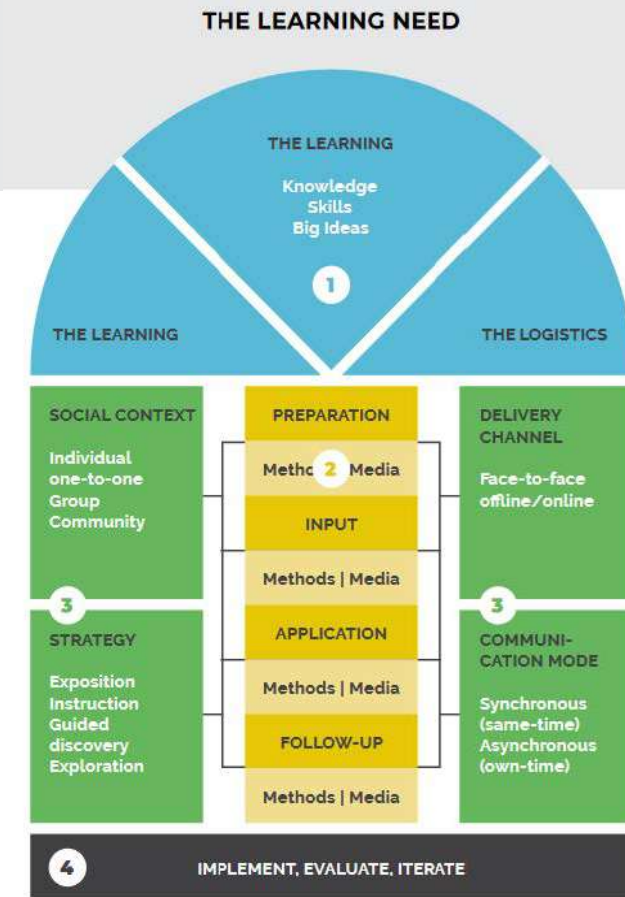 THE LEARNING NEED
THE LEARNING
Knowledge
Skills
Big Ideas
1
THE LEARNING
THE LOGISTICS
SOCIAL CONTEXT
Individual
one-to-one
Group
Community
3
STRATEGY
Exposition
Instruction
Guided
discovery
Exploration
PREPARATION
2
Media
INPUT
Methods | Media
APPLICATION
Methods | Media
FOLLOW-UP
Methods | Media
DELIVERY
CHANNEL
Face-to-face
offline/online
3
COMMUNI-
CATION MODE
Synchronous
(same-time)
Asynchronous
(own-time)
4
IMPLEMENT, EVALUATE, ITERATE